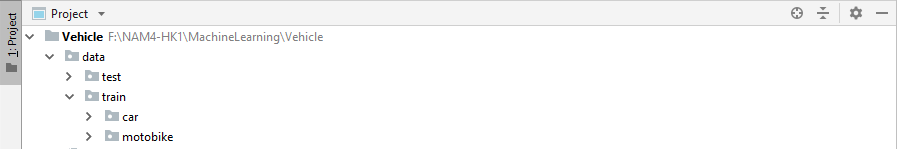 1: Project
Project
Vehicle F:\NAM4-HK1\MachineLearning\Vehicle
data
test
train
car
motobike